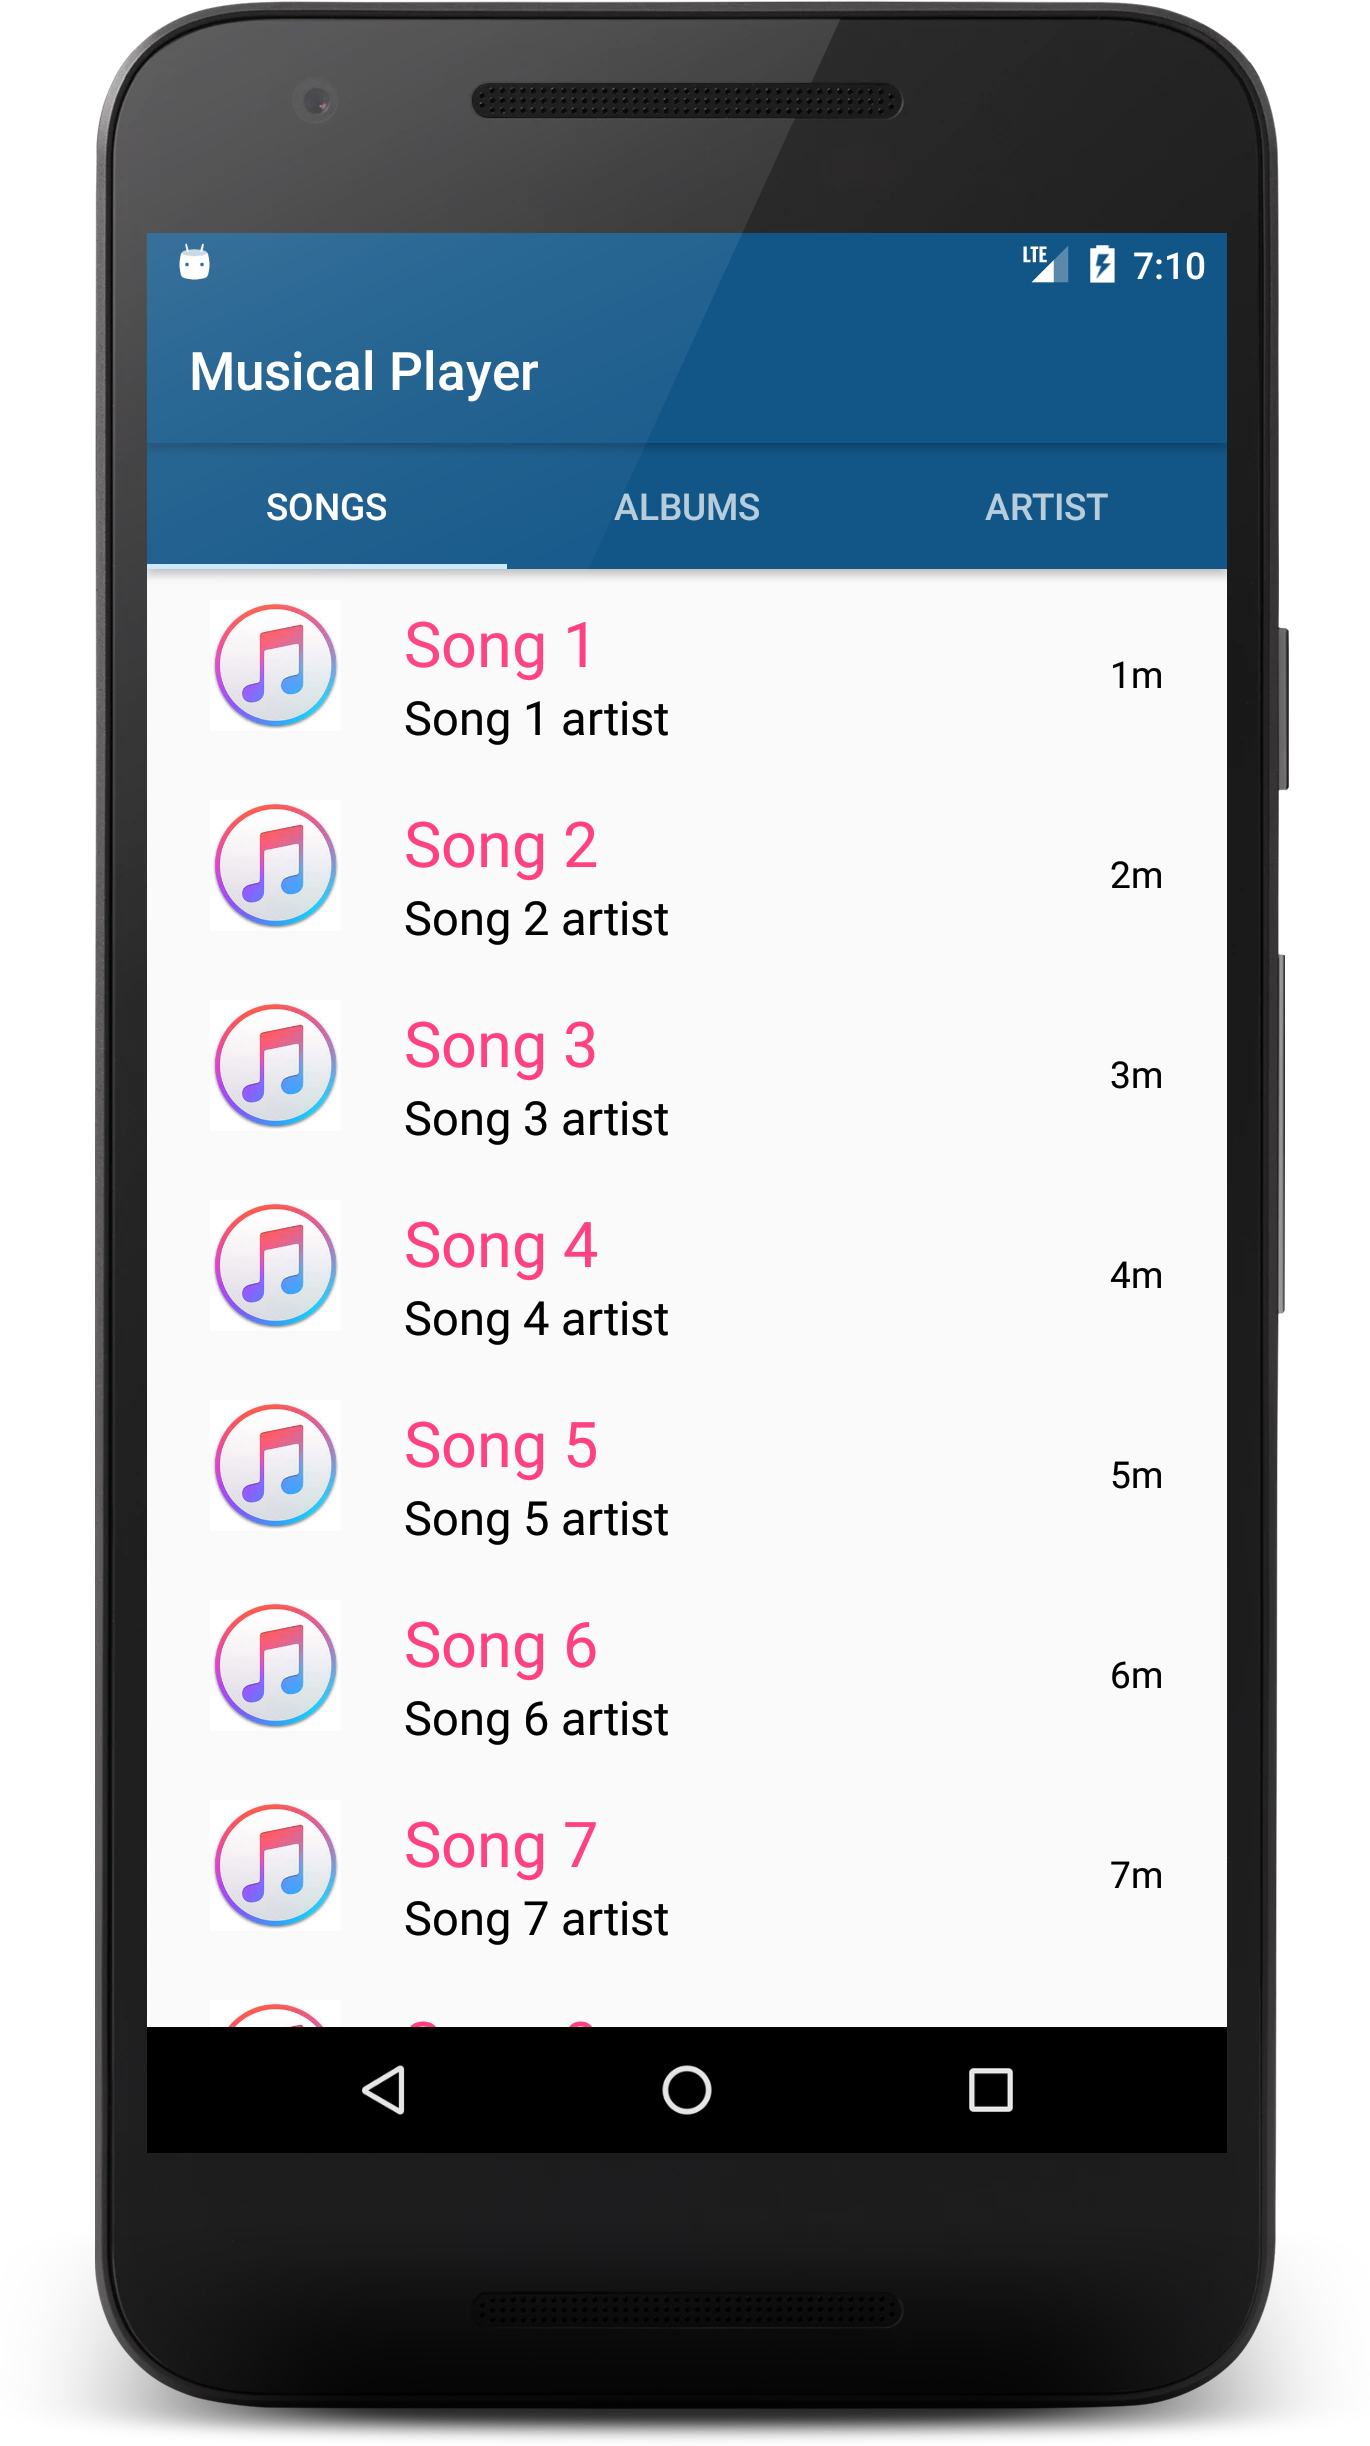 LTE 7:10
Musical Player
SONGS ALBUMS ARTIST
Song 1
Song 1 artist
1m
Song 2
Song 2 artist
2m
Song 3
Song 3 artist
3m
Song 4
Song 4 artist
4m
Song 5
Song 5 artist
5m
Song 6
Song 6 artist
6m
Song 7
Song 7 artist
7m